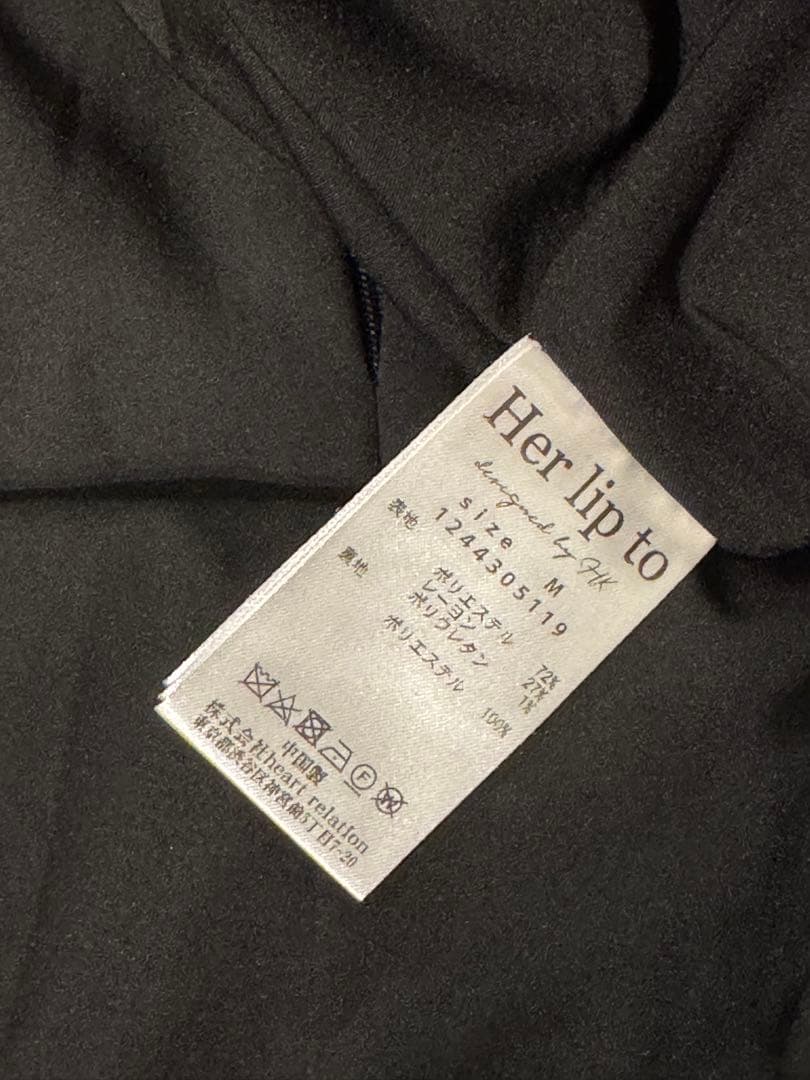 Her lip to
designed by HK
size M
1244305119
表地 ポリエステル 72%
レーヨン 27%
ポリウレタン 1%
裏地 ポリエステル 100%
F W
中国製
株式会社heart relation
東京都渋谷区神宮前5丁目7-20